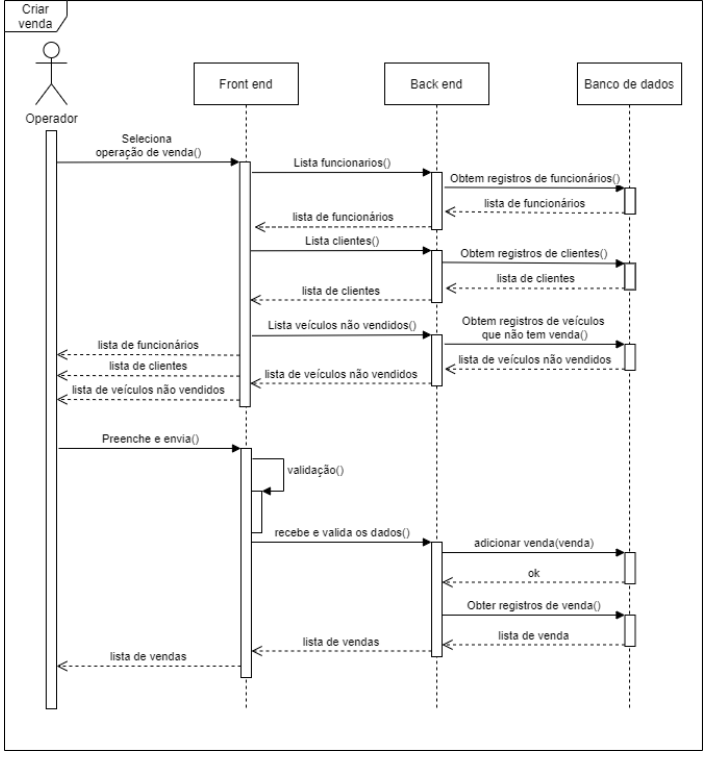 Criar
venda
Front end
Back end
Banco de dados
Operador
Seleciona
operação de venda()
Lista funcionarios()
Obtem registros de funcionários()
lista de funcionários
lista de funcionários
Lista clientes()
Obtem registros de clientes()
lista de clientes
lista de clientes
Lista veículos não vendidos()
Obtem registros de veículos
que não tem venda()
lista de funcionários
lista de veículos não vendidos
lista de clientes
lista de veículos não vendidos
lista de veículos não vendidos
Preenche e envia()
validação()
recebe e valida os dados()
adicionar venda(venda)
ok
Obter registros de venda()
lista de venda
lista de vendas
lista de vendas